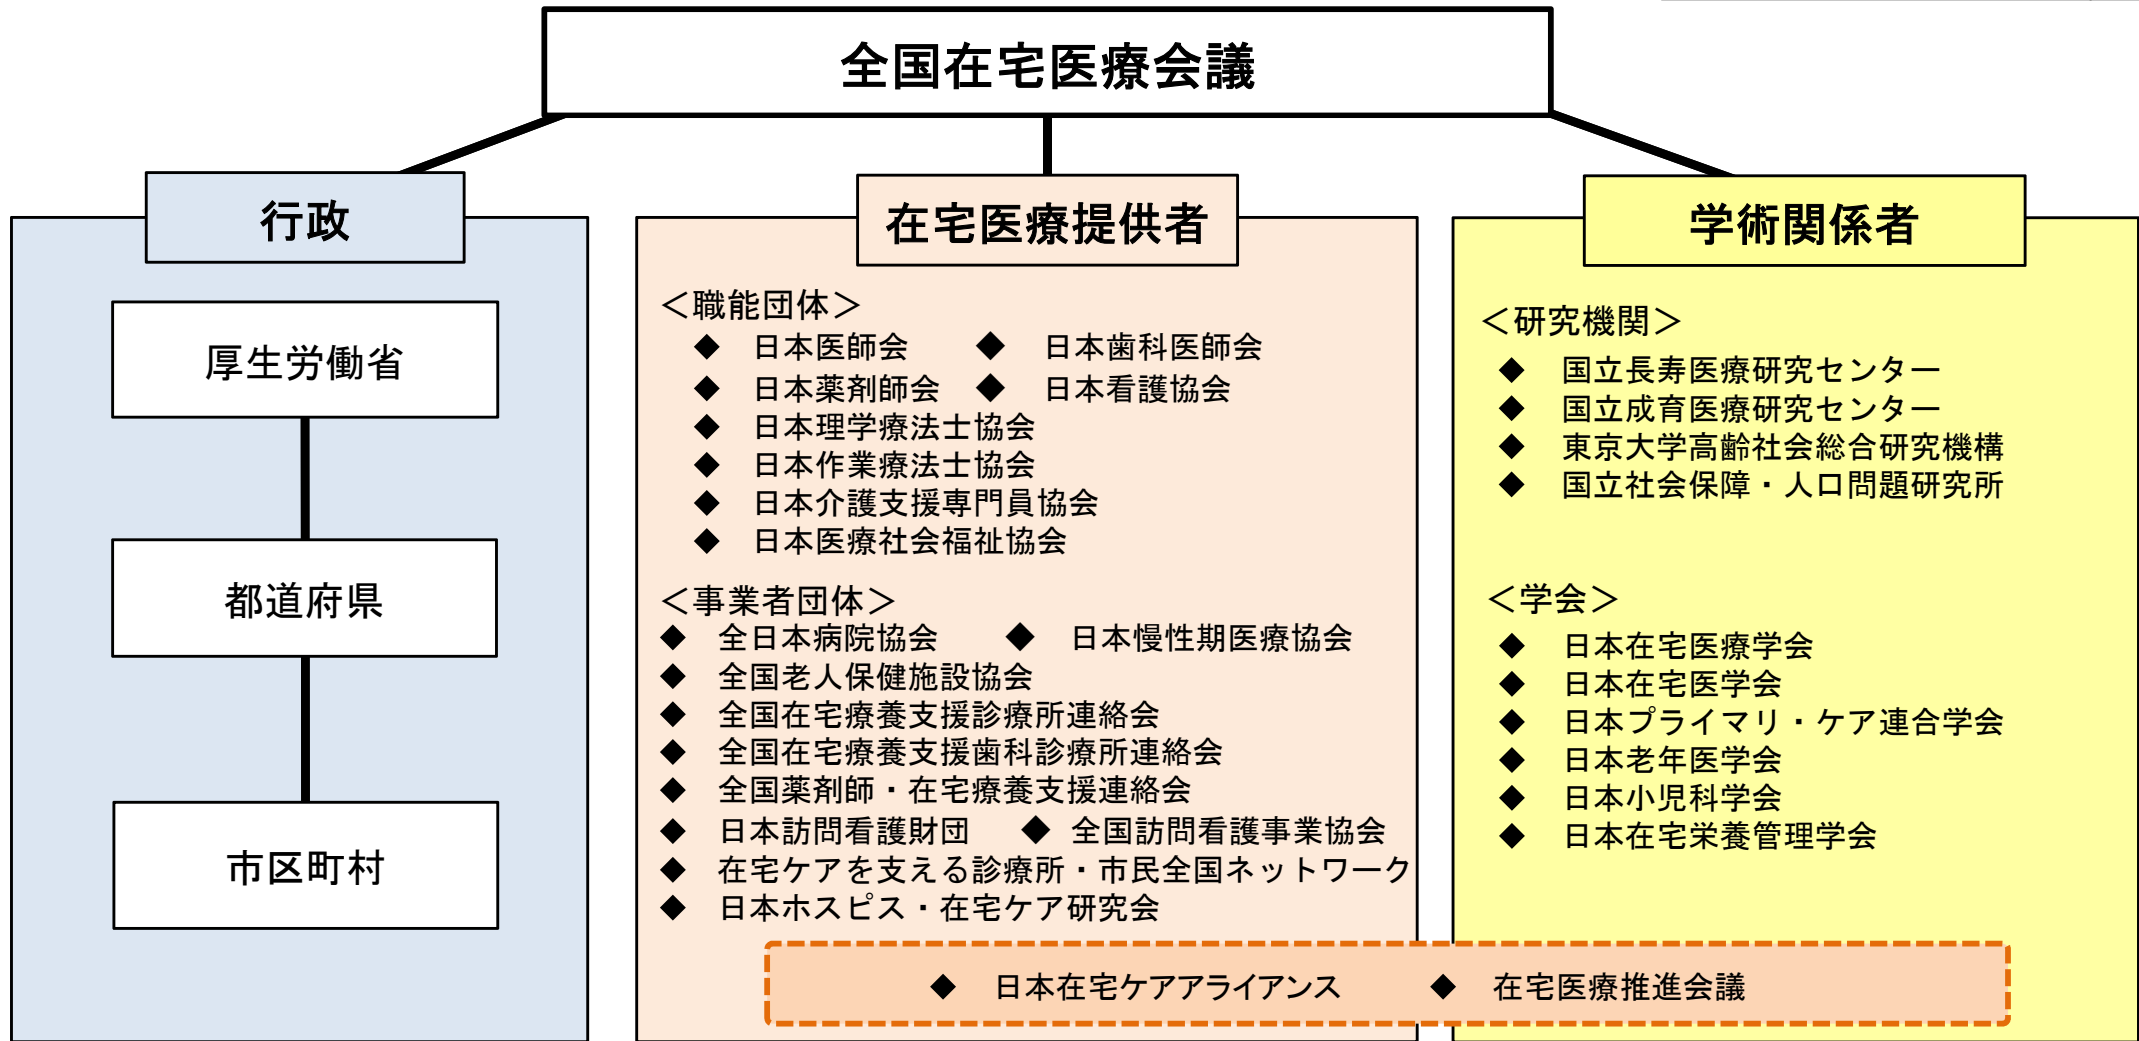 全国在宅医療会議
行政
厚生労働省
都道府県
市区町村
在宅医療提供者
＜職能団体＞
◆ 日本医師会 ◆ 日本歯科医師会
◆ 日本薬剤師会 ◆ 日本看護協会
◆ 日本理学療法士協会
◆ 日本作業療法士協会
◆ 日本介護支援専門員協会
◆ 日本医療社会福祉協会
＜事業者団体＞
◆ 全日本病院協会 ◆ 日本慢性期医療協会
◆ 全国老人保健施設協会
◆ 全国在宅療養支援診療所連絡会
◆ 全国在宅療養支援歯科診療所連絡会
◆ 全国薬剤師・在宅療養支援連絡会
◆ 日本訪問看護財団 ◆ 全国訪問看護事業協会
◆ 在宅ケアを支える診療所・市民全国ネットワーク
◆ 日本ホスピス・在宅ケア研究会
学術関係者
＜研究機関＞
◆ 国立長寿医療研究センター
◆ 国立成育医療研究センター
◆ 東京大学高齢社会総合研究機構
◆ 国立社会保障・人口問題研究所
＜学会＞
◆ 日本在宅医療学会
◆ 日本在宅医学会
◆ 日本プライマリ・ケア連合学会
◆ 日本老年医学会
◆ 日本小児科学会
◆ 日本在宅栄養管理学会
◆ 日本在宅ケアアライアンス ◆ 在宅医療推進会議